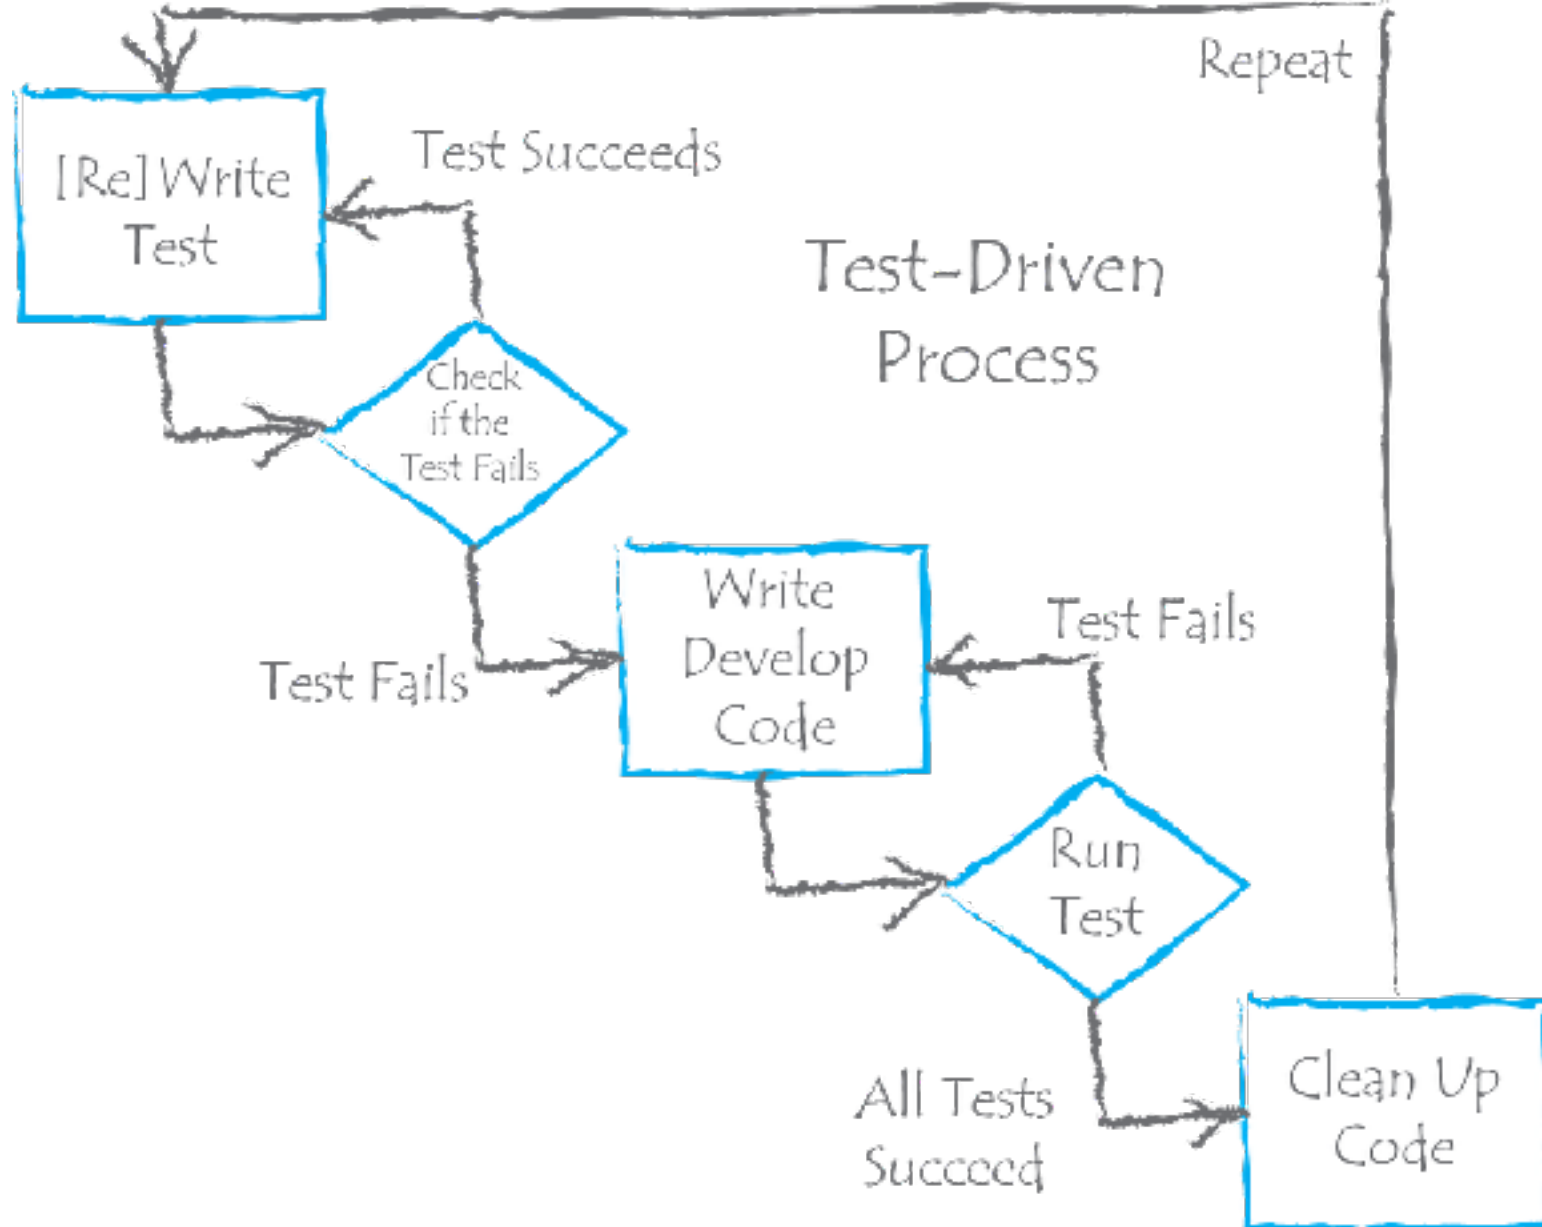 Repeat
[Re] Write
Test
Test Succeeds
Test-Driven
Process
Check
if the
Test Fails
Write
Develop
Code
Test Fails
Test Fails
Run
Test
All Tests
Succeed
Clean Up
Code